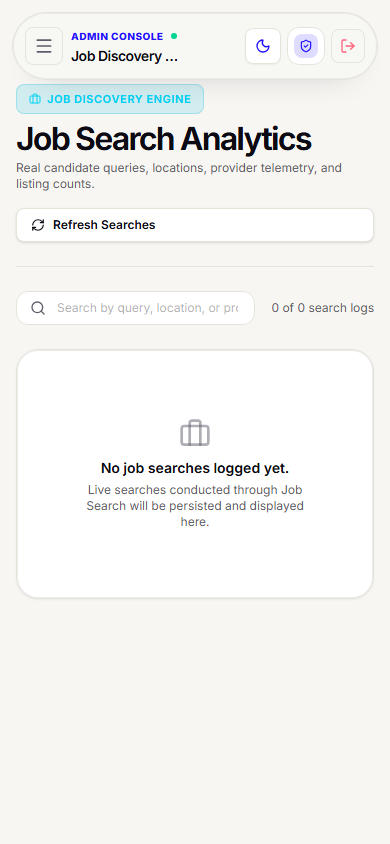 ADMIN CONSOLE
Job Discovery ...
JOB DISCOVERY ENGINE
Job Search Analytics
Real candidate queries, locations, provider telemetry, and
listing counts.
Refresh Searches
Search by query, location, or pro
0 of 0 search logs
No job searches logged yet.
Live searches conducted through Job
Search will be persisted and displayed
here.